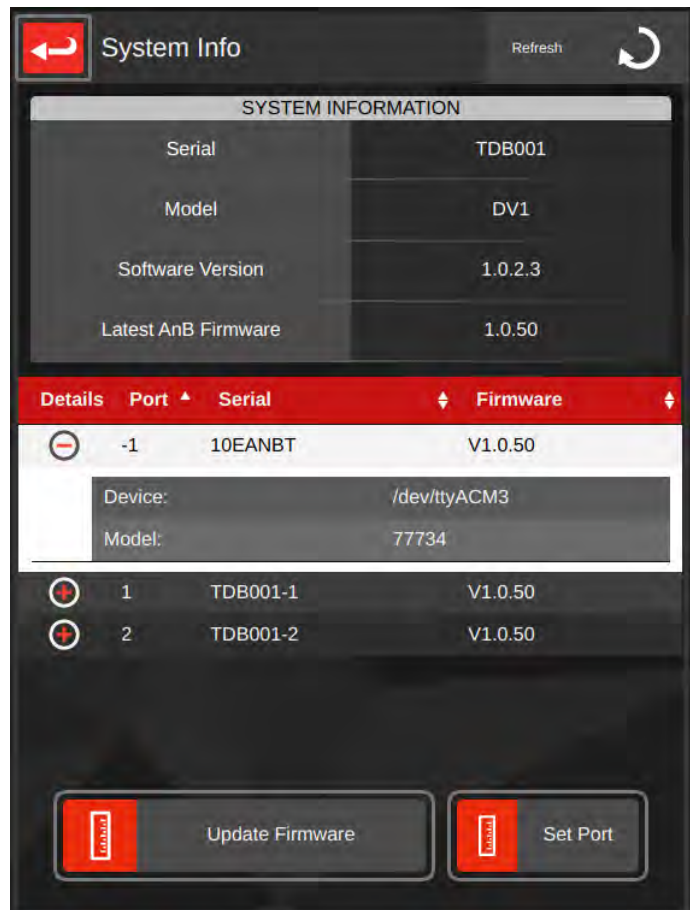 System Info
Refresh
SYSTEM INFORMATION
Serial TDB001
Model DV1
Software Version 1.0.2.3
Latest AnB Firmware 1.0.50
Details Port Serial Firmware
-1 10EANBT V1.0.50
Device: /dev/ttyACM3
Model: 77734
1 TDB001-1 V1.0.50
2 TDB001-2 V1.0.50
Update Firmware
Set Port